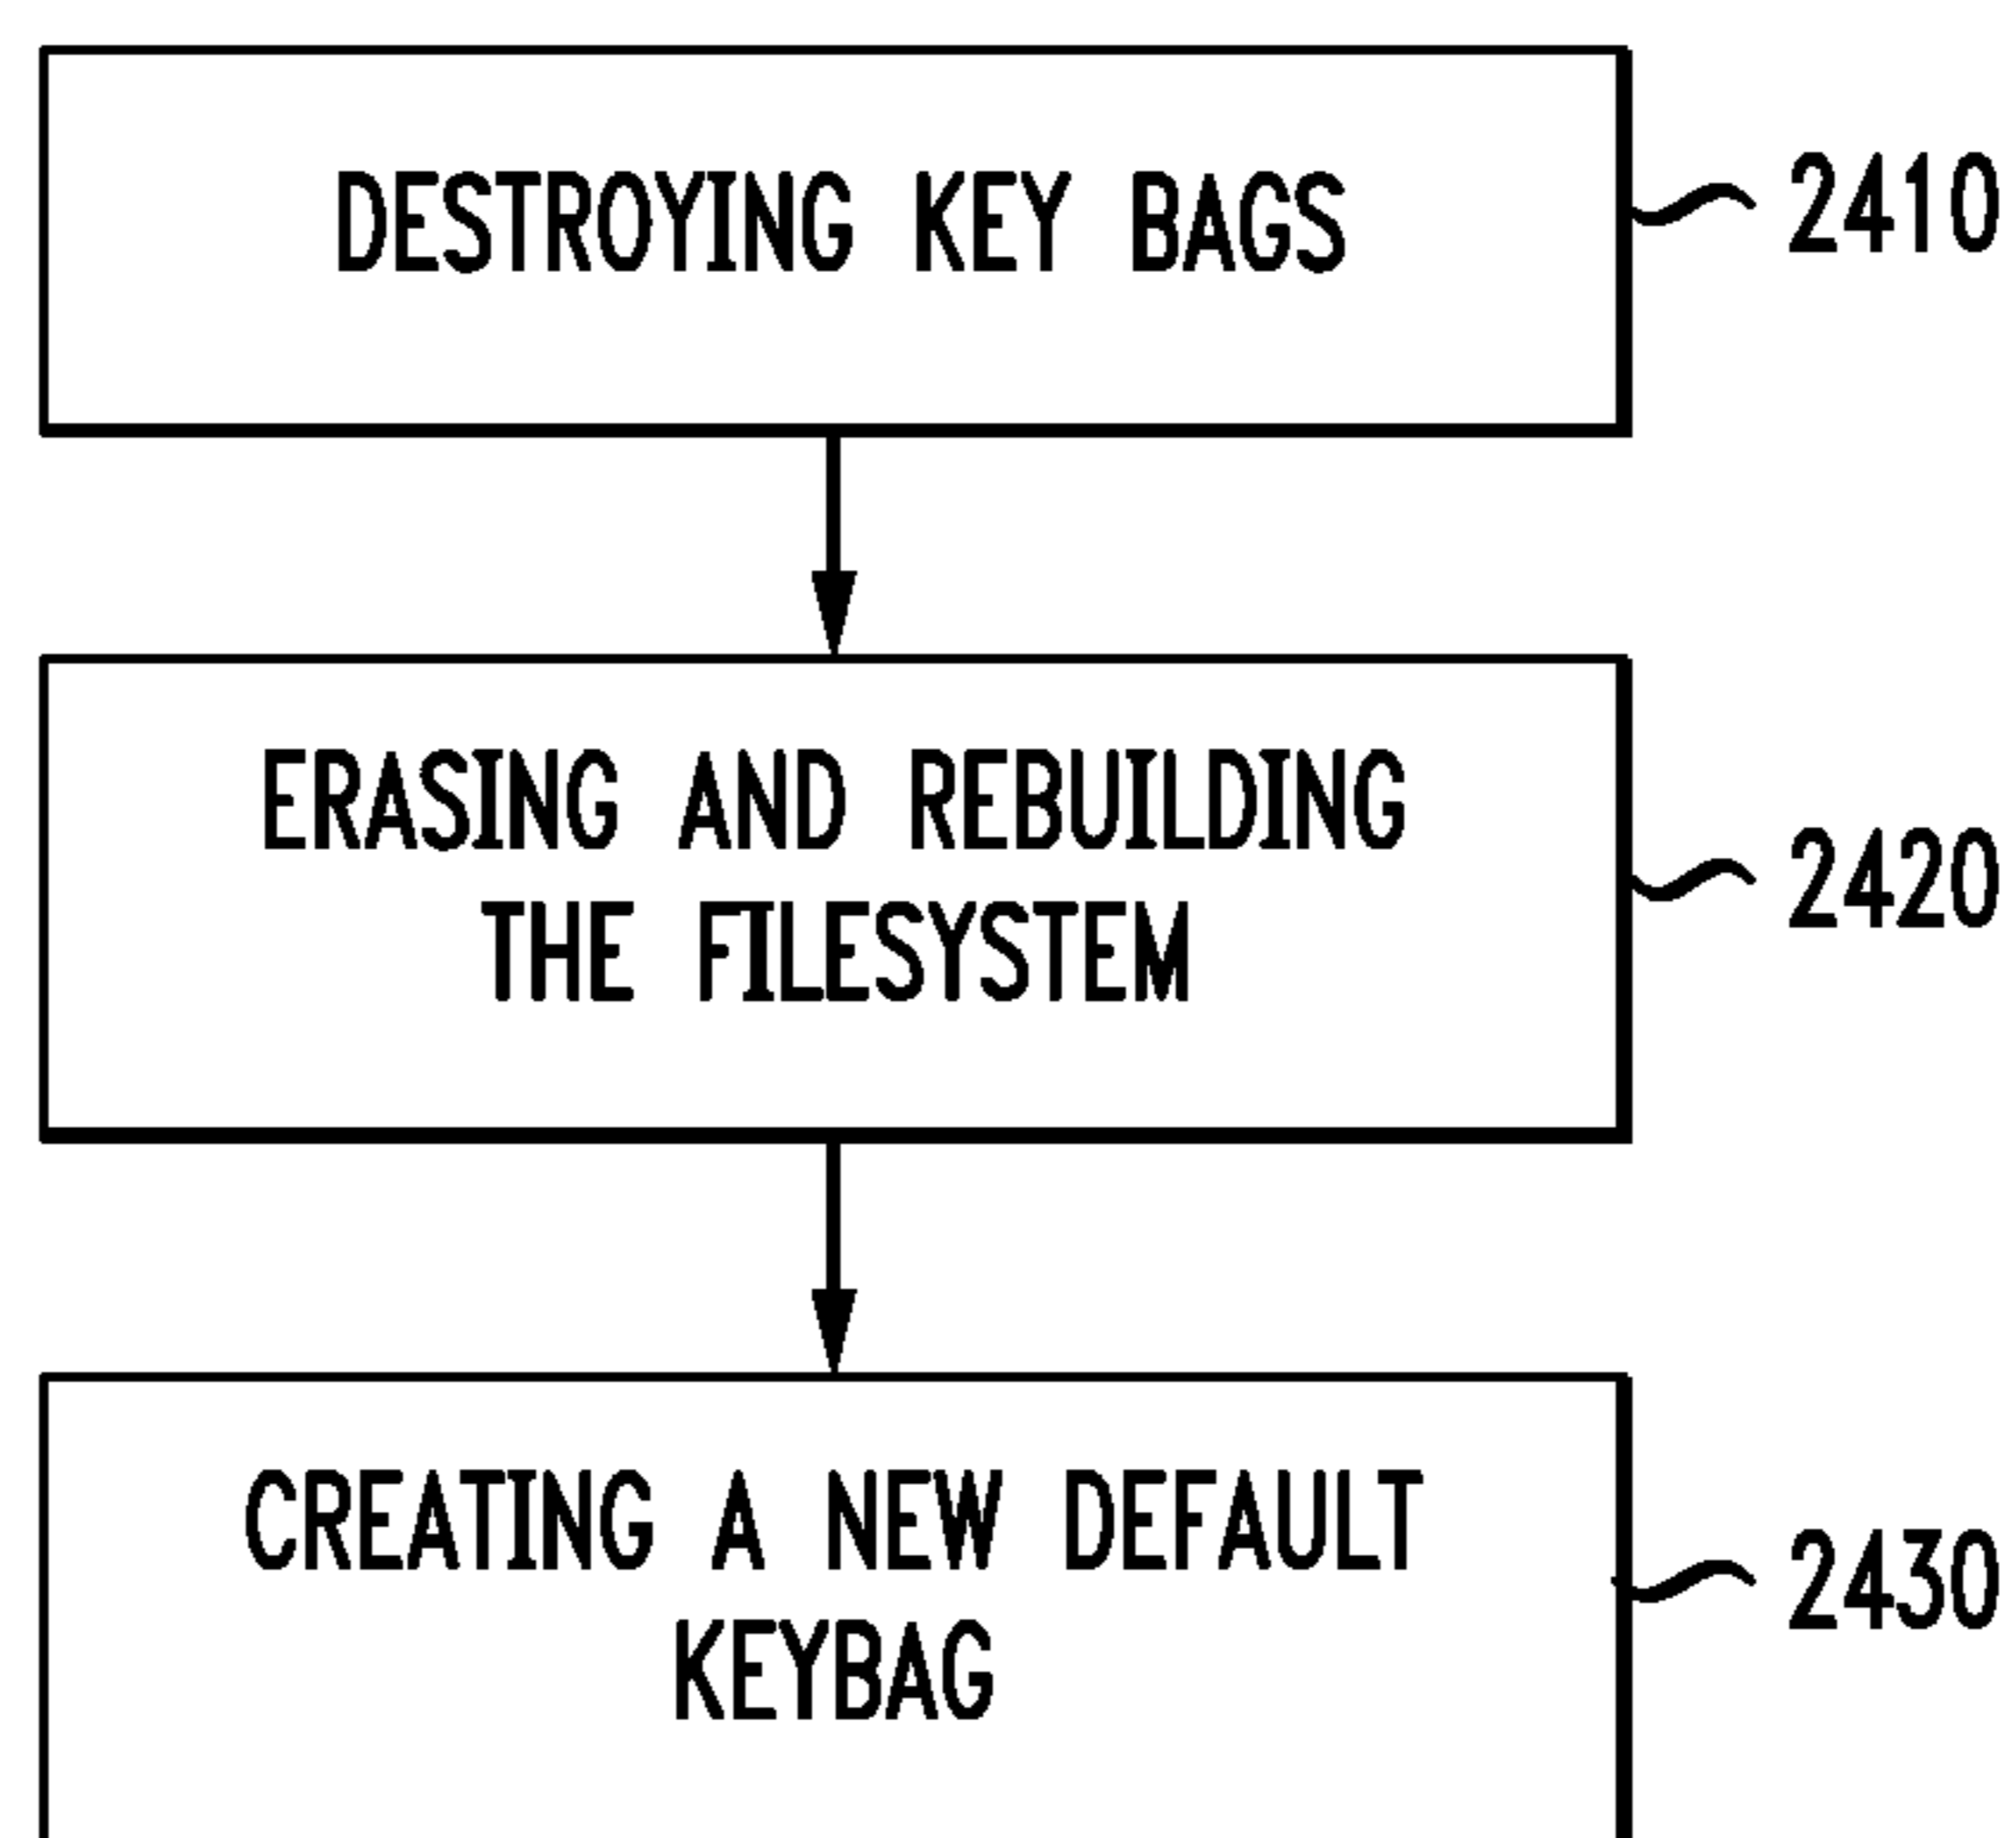 DESTROYING KEY BAGS
2410
ERASING AND REBUILDING
THE FILESYSTEM
2420
CREATING A NEW DEFAULT
KEYBAG
2430